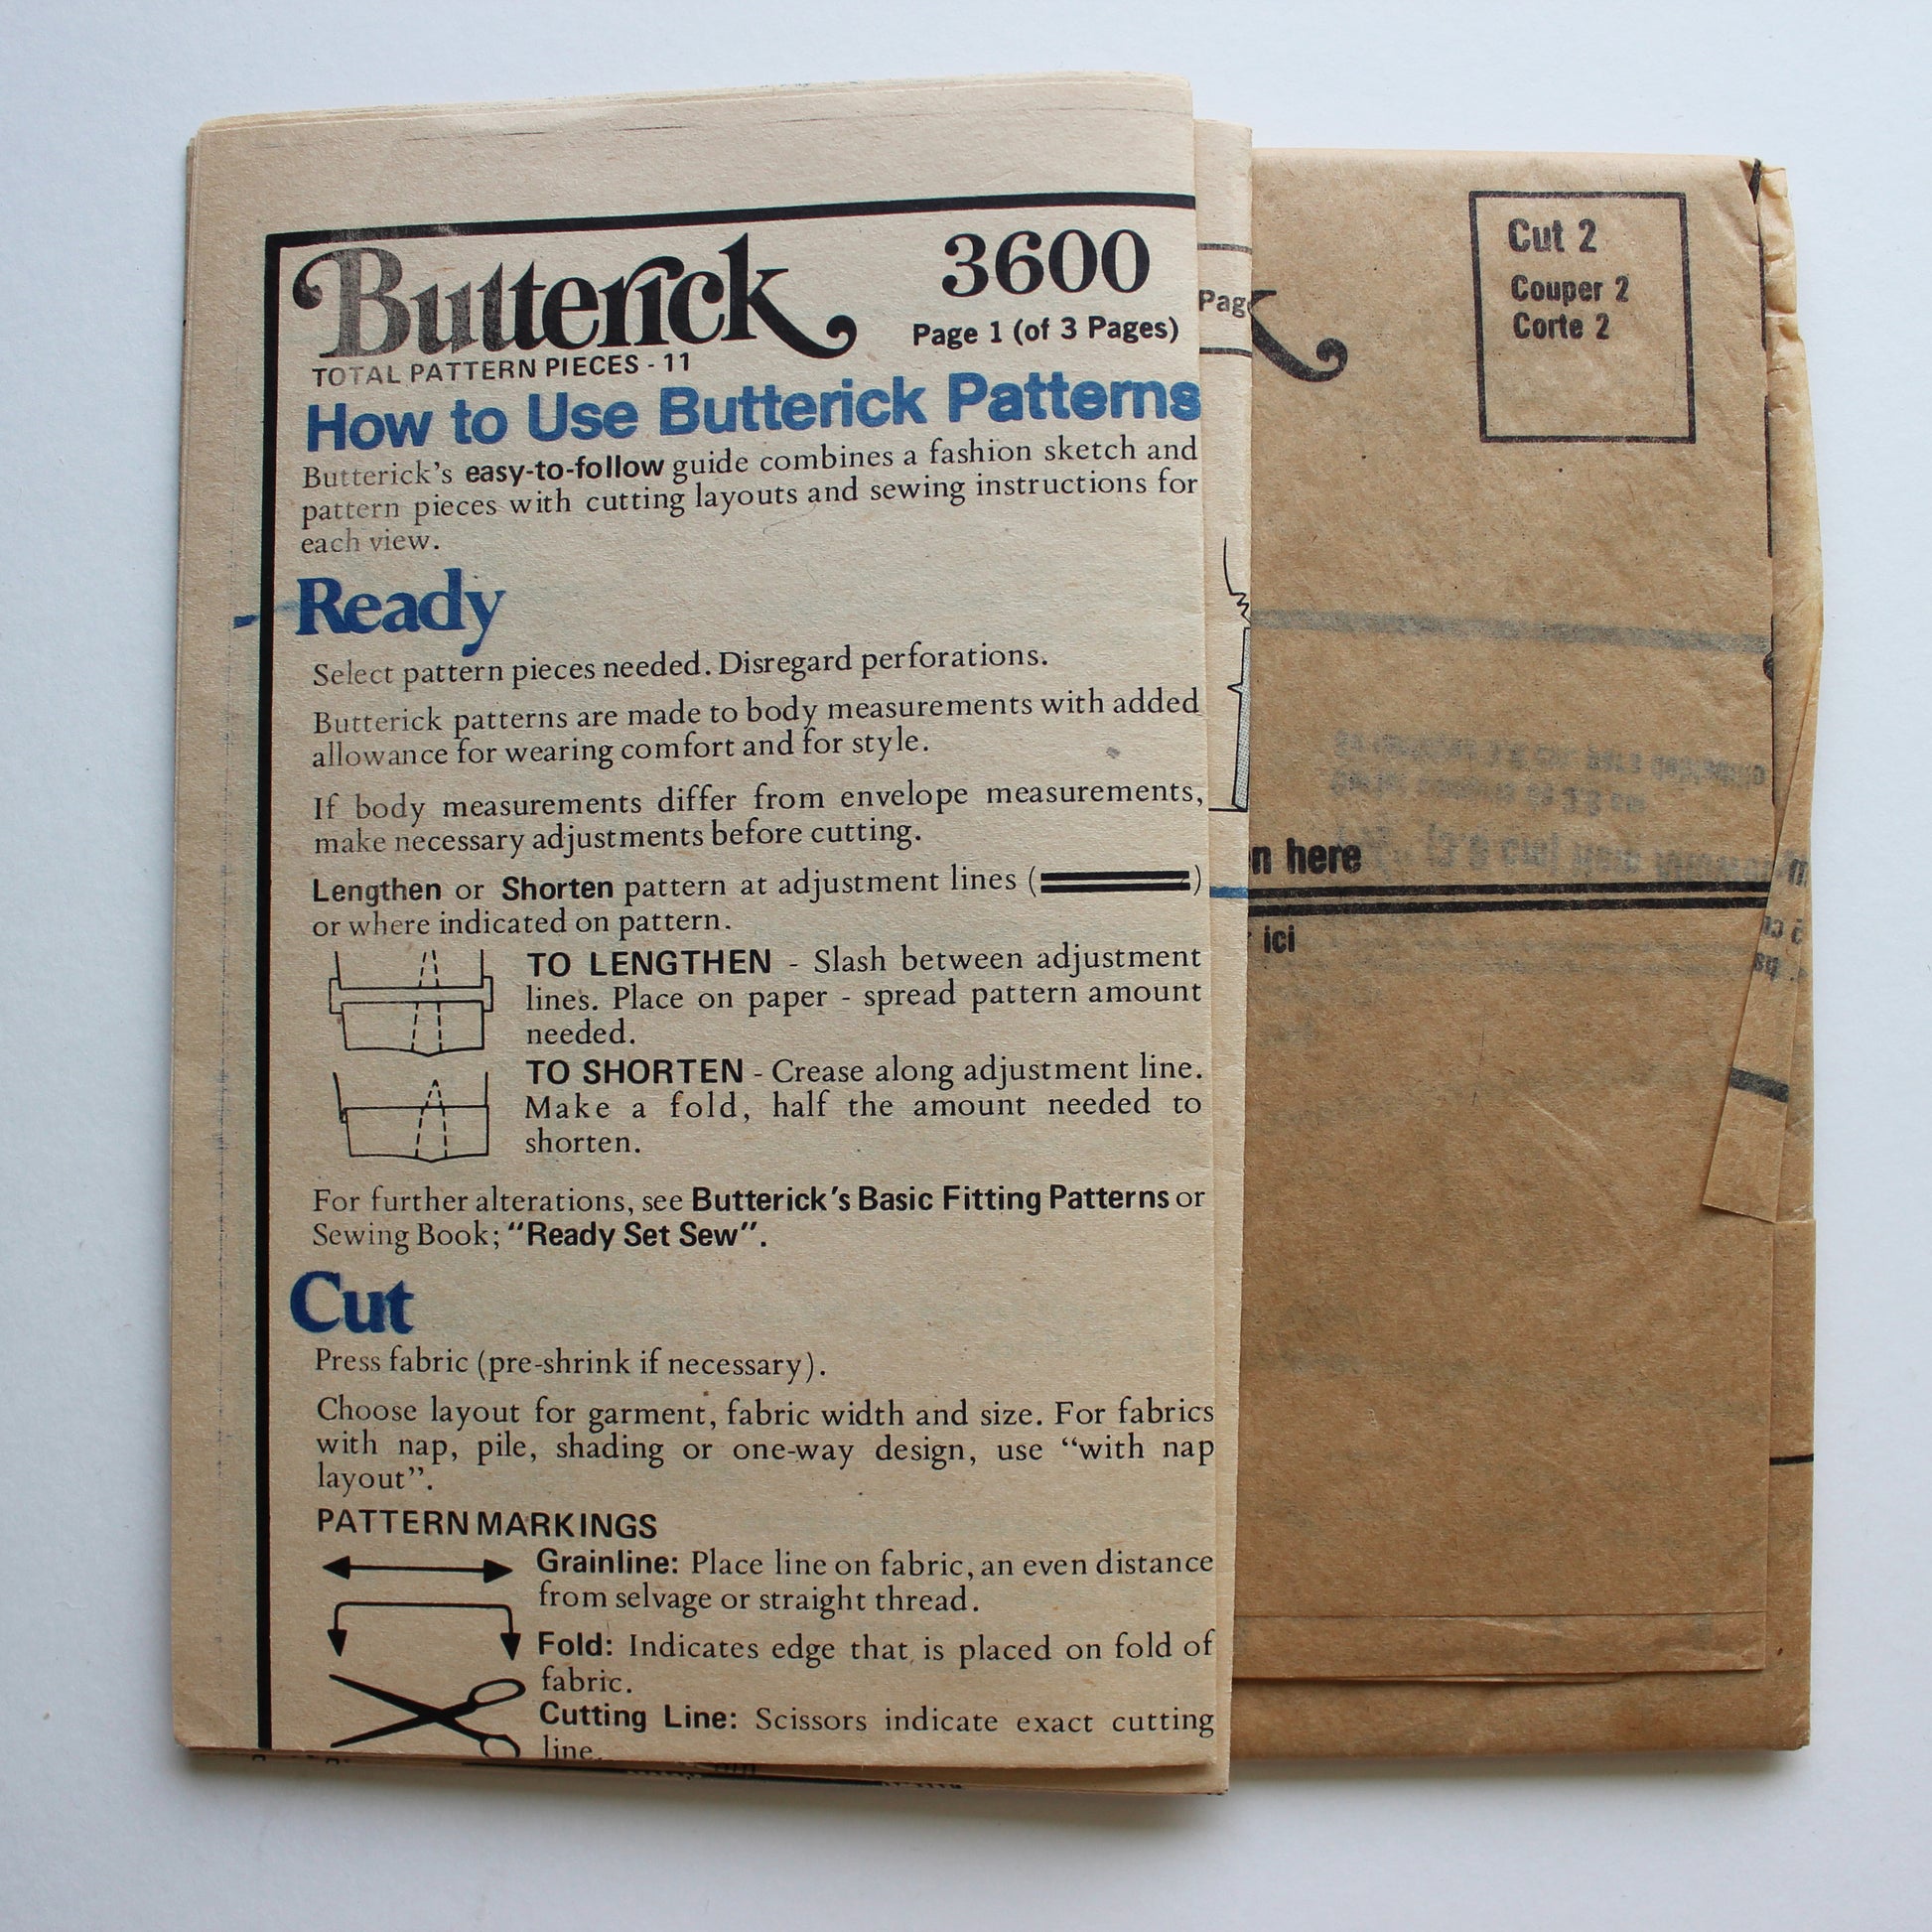 Butterick
3600
Page 1 (of 3 Pages)
TOTAL PATTERN PIECES - 11
How to Use Butterick Patterns
Butterick's easy-to-follow guide combines a fashion sketch and
pattern pieces with cutting layouts and sewing instructions for
each view.
Ready
Select pattern pieces needed. Disregard perforations.
Butterick patterns are made to body measurements with added
allowance for wearing comfort and for style.
If body measurements differ from envelope measurements,
make necessary adjustments before cutting.
Lengthen or Shorten pattern at adjustment lines (══)
or where indicated on pattern.
TO LENGTHEN - Slash between adjustment
lines. Place on paper - spread pattern amount
needed.
TO SHORTEN - Crease along adjustment line.
Make a fold, half the amount needed to
shorten.
For further alterations, see Butterick's Basic Fitting Patterns or
Sewing Book; "Ready Set Sew".
Cut
Press fabric (pre-shrink if necessary).
Choose layout for garment, fabric width and size. For fabrics
with nap, pile, shading or one-way design, use "with nap
layout".
PATTERN MARKINGS
Grainline: Place line on fabric, an even distance
from selvage or straight thread.
Fold: Indicates edge that is placed on fold of
fabric.
Cutting Line: Scissors indicate exact cutting
line.
Pag
k
Cut 2
Couper 2
Corte 2
n here
ici